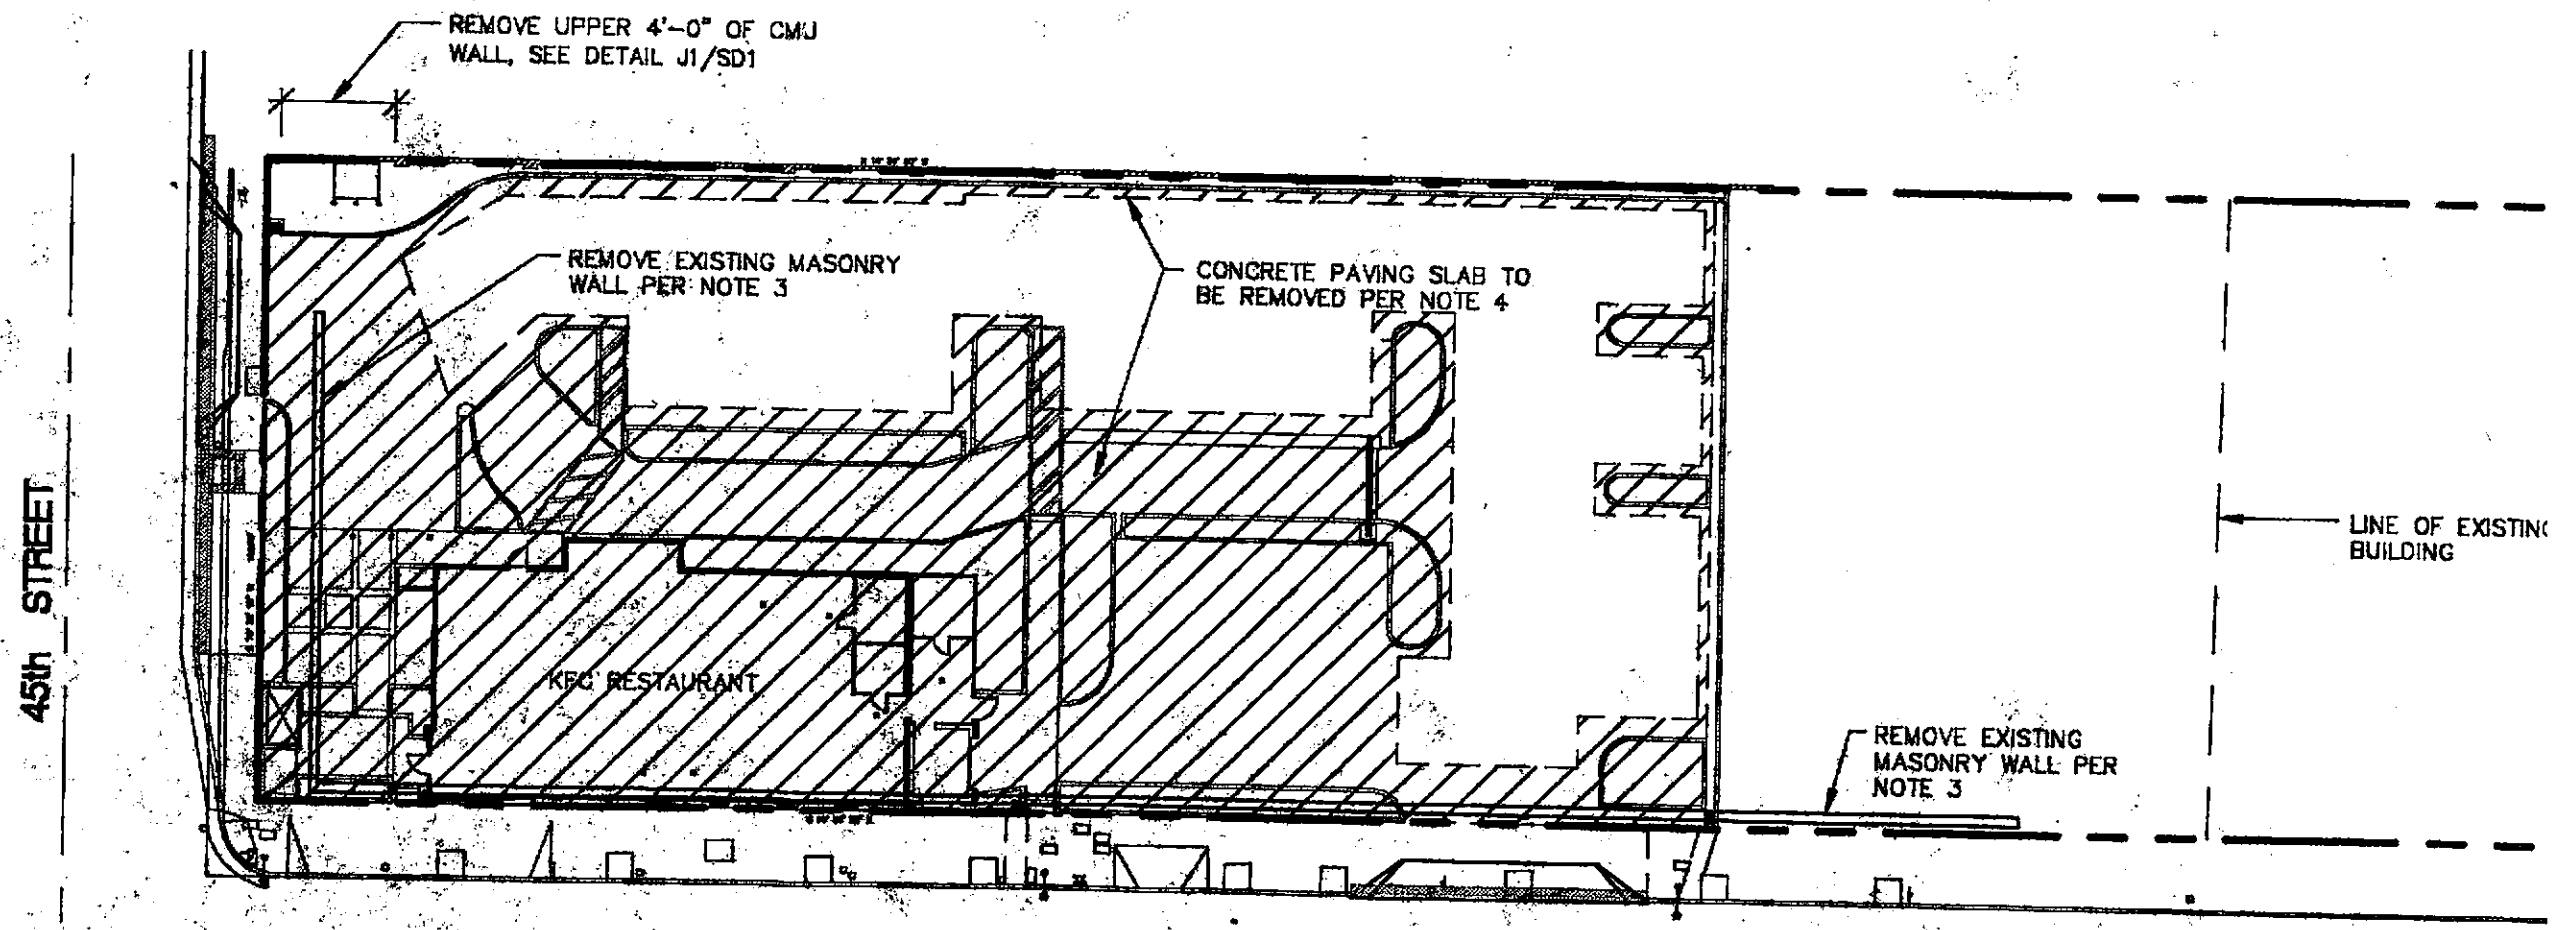 REMOVE UPPER 4'-0" OF CMU
WALL, SEE DETAIL J1/SD1
REMOVE EXISTING MASONRY
WALL PER NOTE 3
CONCRETE PAVING SLAB TO
BE REMOVED PER NOTE 4
45th STREET
LINE OF EXISTING
BUILDING
KFC RESTAURANT
REMOVE EXISTING
MASONRY WALL PER
NOTE 3